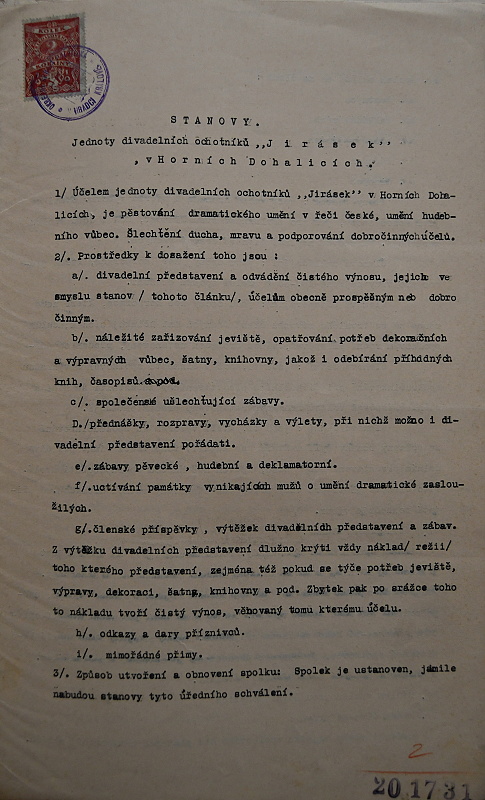 KOLEK
2
HRADCI KRÁLOVÉ
S T A N O V Y .
Jednoty divadelních ochotníků ,,J i r á s e k''
,vHorních Dohalicích.
1/ Účelem jednoty divadelních ochotníků ,,Jirásek'' v Horních Doha-
licích, je pěstování dramatického umění v řeči české, umění hudeb-
ního vůbec. Šlechtění ducha, mravu a podporování dobročinných účelů.
2/. Prostředky k dosažení toho jsou :
a/. divadelní představení a odvádění čistého výnosu, jejich ve
smyslu stanov / tohoto článku/, účelům obecně prospěšným neb dobro
činným.
b/. náležité zařizování jeviště, opatřování potřeb dekoračních
a výpravných vůbec, šatny, knihovny, jakož i odebírání příhodných
knih, časopisů a pod.
c/. společenské ušlechťující zábavy.
D./přednášky, rozpravy, vycházky a výlety, při nichž možno i di-
vadelní představení pořádati.
e/.zábavy pěvecké , hudební a deklamatorní.
f/.uctívání památky vynikajících mužů o umění dramatické zaslou-
žilých.
g/.členské příspěvky , výtěžek divadelních představení a zábav.
Z výtěžku divadelních představení dlužno krýti vždy náklad/ režii/
toho kterého představení, zejména též pokud se týče potřeb jeviště,
výpravy, dekorací, šatny, knihovny a pod. Zbytek pak po srážce toho
to nákladu tvoří čistý výnos, věnovaný tomu kterému účelu.
h/. odkazy a dary příznivců.
i/. mimořádné příjmy.
3/. Způsob utvoření a obnovení spolku: Spolek je ustanoven, jakmile
nabudou stanovy tyto úředního schválení.
2
20.1731